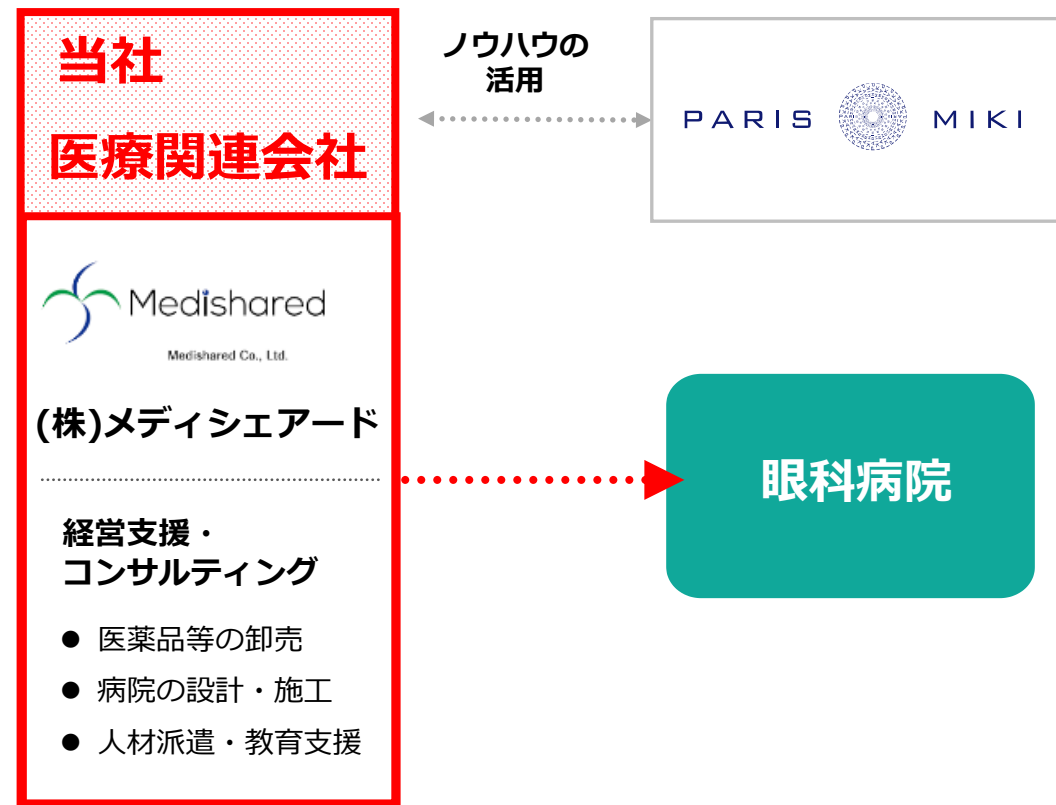 当社
医療関連会社
ノウハウの
活用
PARIS MIKI
Medishared
Medishared Co., Ltd.
(株)メディシェアード
経営支援・
コンサルティング
● 医薬品等の卸売
● 病院の設計・施工
● 人材派遣・教育支援
眼科病院